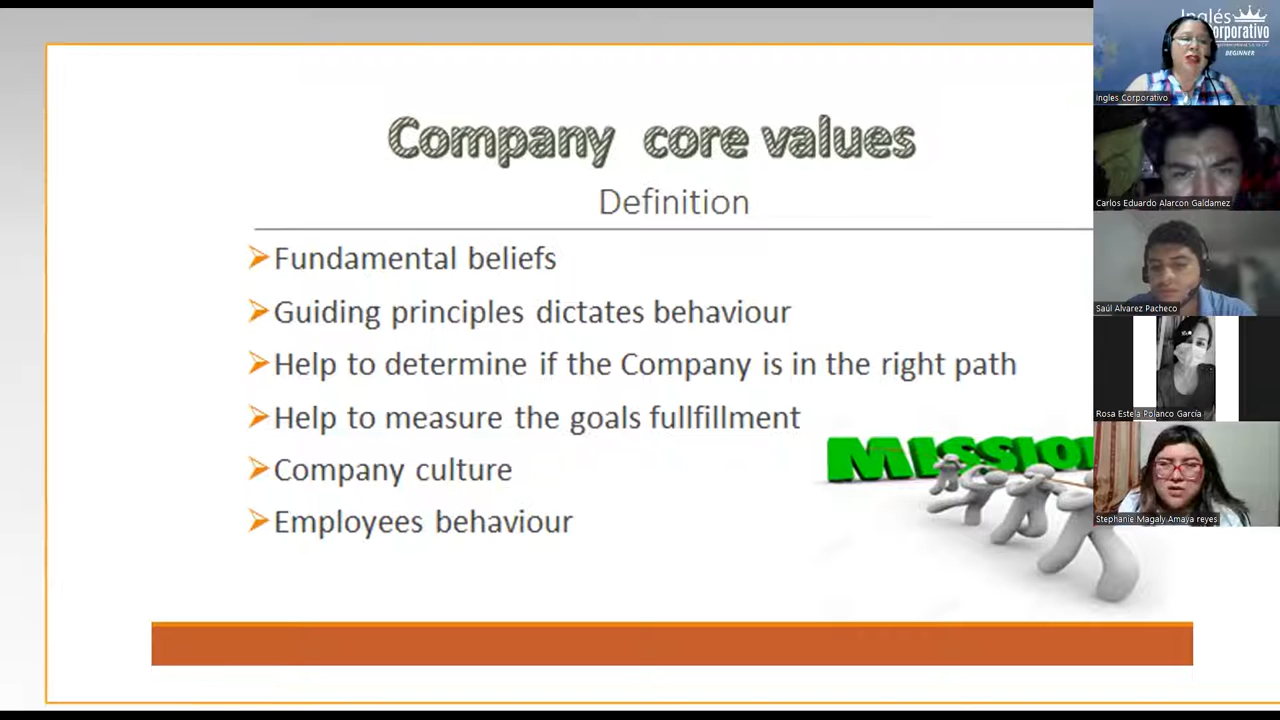 Company core values
Definition
Fundamental beliefs
Guiding principles dictates behaviour
Help to determine if the Company is in the right path
Help to measure the goals fullfillment
Company culture
Employees behaviour
Inglés
BEGINNER
Ingles Corporativo
Carlos Eduardo Alarcon Galdamez
Saúl Alvarez Pacheco
Rosa Estela Polanco García
Stephanie Magaly Amaya reyes